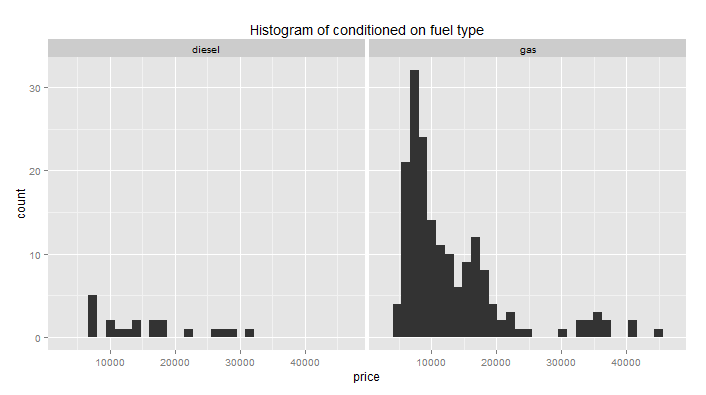 Histogram of conditioned on fuel type
diesel
gas
30
20
10
0
count
10000
20000
30000
40000
10000
20000
30000
40000
price